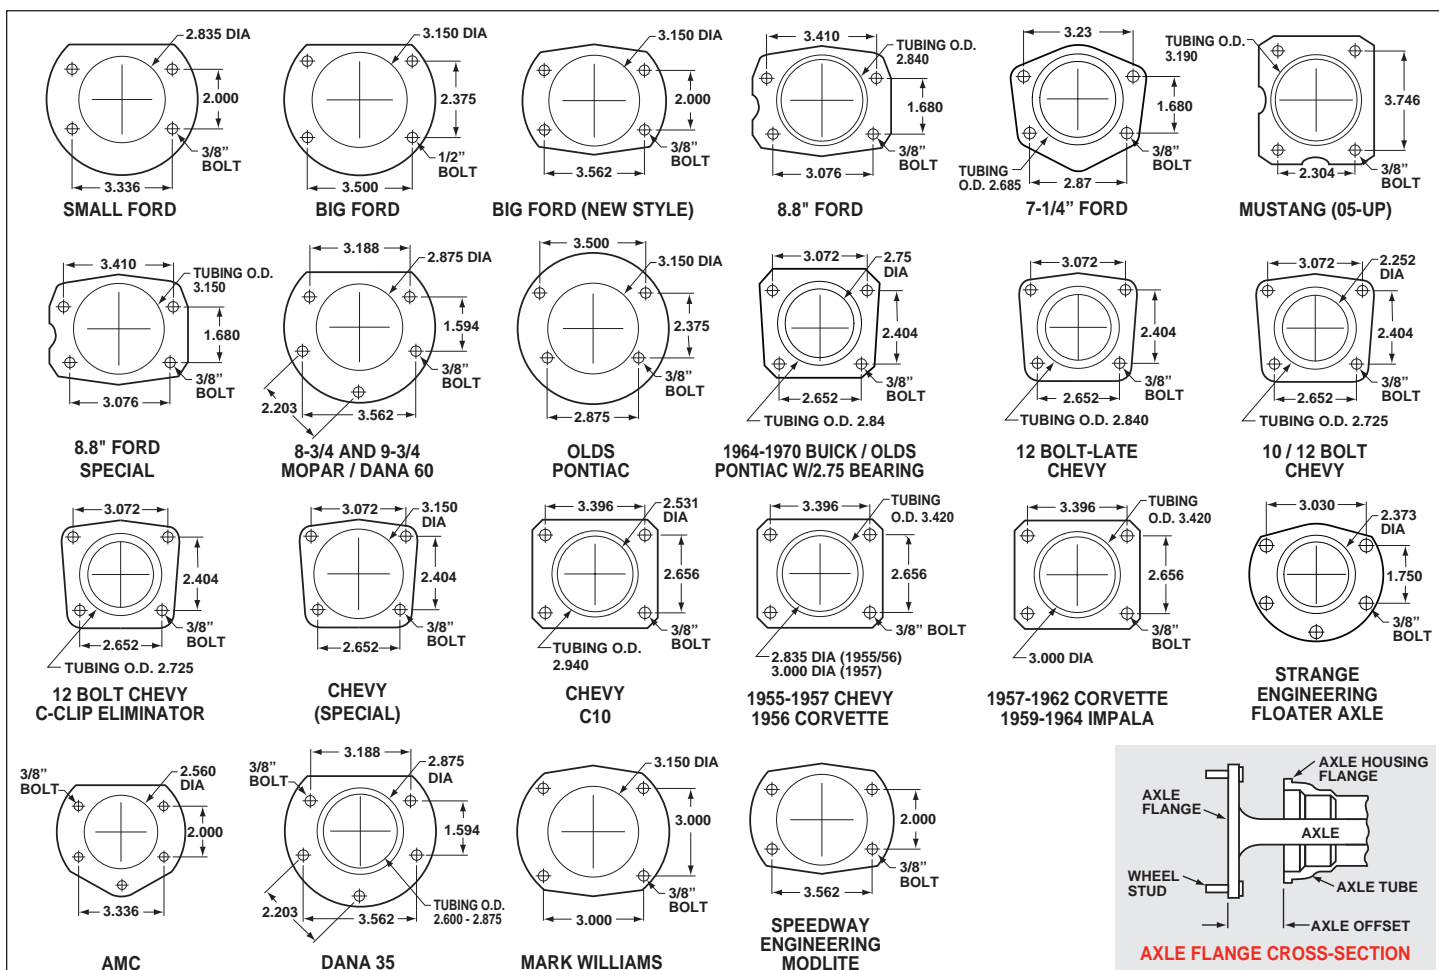 2.835 DIA
2.000
3/8”
BOLT
3.336
SMALL FORD
3.150 DIA
2.375
1/2”
BOLT
3.500
BIG FORD
3.150 DIA
2.000
3/8”
BOLT
3.562
BIG FORD (NEW STYLE)
3.410
TUBING O.D.
2.840
1.680
3/8”
BOLT
3.076
8.8" FORD
3.23
1.680
3/8”
BOLT
TUBING
O.D. 2.685
2.87
7-1/4” FORD
TUBING O.D.
3.190
3.746
3/8”
BOLT
2.304
MUSTANG (05-UP)
3.410
TUBING O.D.
3.150
1.680
3/8”
BOLT
3.076
8.8" FORD
SPECIAL
3.188
2.875 DIA
1.594
3/8”
BOLT
2.203
3.562
8-3/4 AND 9-3/4
MOPAR / DANA 60
3.500
3.150 DIA
2.375
3/8”
BOLT
2.875
OLDS
PONTIAC
3.072
2.75
DIA
2.404
3/8”
BOLT
2.652
TUBING O.D. 2.84
1964-1970 BUICK / OLDS
PONTIAC W/2.75 BEARING
3.072
2.404
3/8”
BOLT
2.652
TUBING O.D. 2.840
12 BOLT-LATE
CHEVY
3.072
2.252
DIA
2.404
3/8”
BOLT
2.652
TUBING O.D. 2.725
10 / 12 BOLT
CHEVY
3.072
2.404
3/8”
BOLT
2.652
TUBING O.D. 2.725
12 BOLT CHEVY
C-CLIP ELIMINATOR
3.072
3.150
DIA
2.404
3/8”
BOLT
2.652
CHEVY
(SPECIAL)
3.396
2.531
DIA
2.656
3/8”
BOLT
TUBING O.D.
2.940
CHEVY
C10
3.396
TUBING
O.D. 3.420
2.656
3/8” BOLT
2.835 DIA (1955/56)
3.000 DIA (1957)
1955-1957 CHEVY
1956 CORVETTE
3.396
TUBING
O.D. 3.420
2.656
3/8”
BOLT
3.000 DIA
1957-1962 CORVETTE
1959-1964 IMPALA
3.030
2.373
DIA
1.750
3/8”
BOLT
STRANGE
ENGINEERING
FLOATER AXLE
3/8”
BOLT
2.560
DIA
2.000
3.336
AMC
3/8”
BOLT
3.188
2.875
DIA
1.594
2.203
3.562
TUBING O.D.
2.600 - 2.875
DANA 35
3.150 DIA
3.000
3/8”
BOLT
3.000
MARK WILLIAMS
2.000
3/8”
BOLT
3.562
SPEEDWAY
ENGINEERING
MODLITE
AXLE HOUSING
FLANGE
AXLE
FLANGE
AXLE
WHEEL
STUD
AXLE TUBE
AXLE OFFSET
AXLE FLANGE CROSS-SECTION